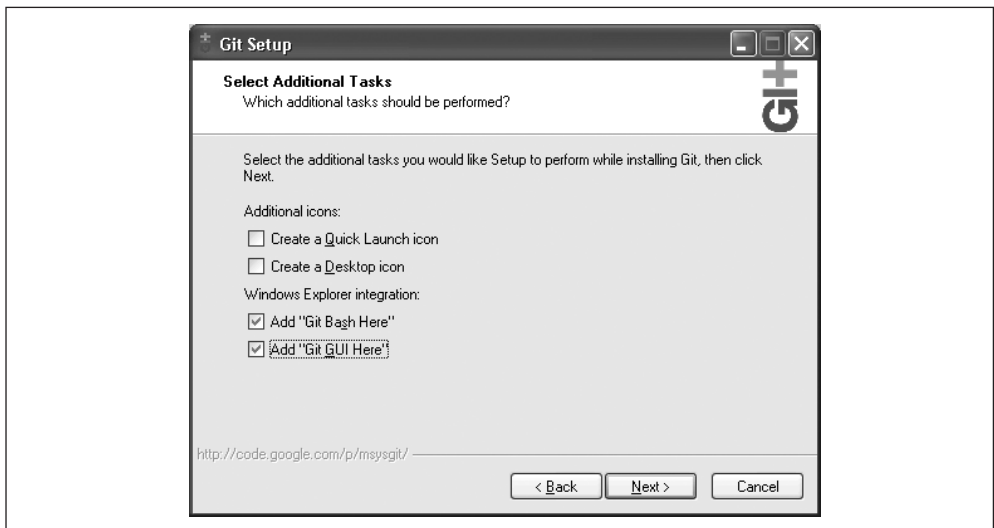 Git Setup
GIT
Select Additional Tasks
Which additional tasks should be performed?
Select the additional tasks you would like Setup to perform while installing Git, then click
Next.
Additional icons:
Create a Quick Launch icon
Create a Desktop icon
Windows Explorer integration:
Add "Git Bash Here"
Add "Git GUI Here"
http://code.google.com/p/msysgit/
< Back
Next >
Cancel